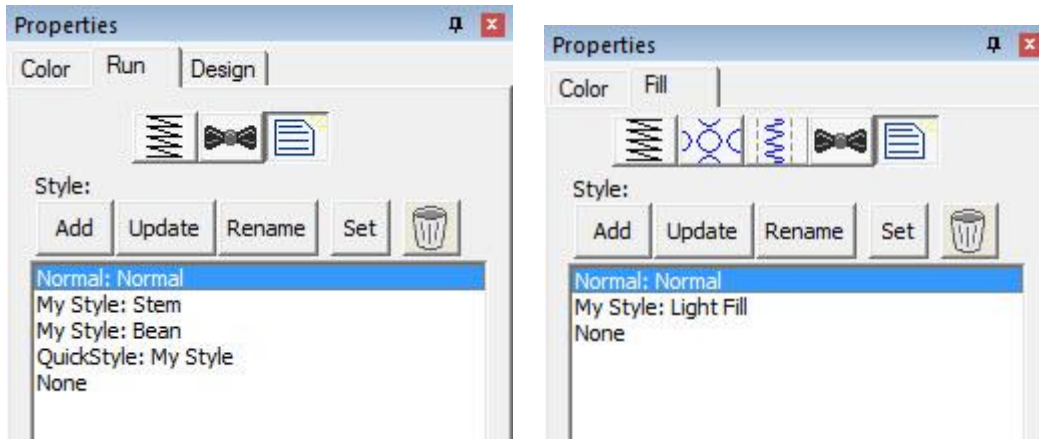 Properties
Color Run Design
Style:
Add Update Rename Set
Normal: Normal
My Style: Stem
My Style: Bean
QuickStyle: My Style
None
Properties
Color Fill
Style:
Add Update Rename Set
Normal: Normal
My Style: Light Fill
None